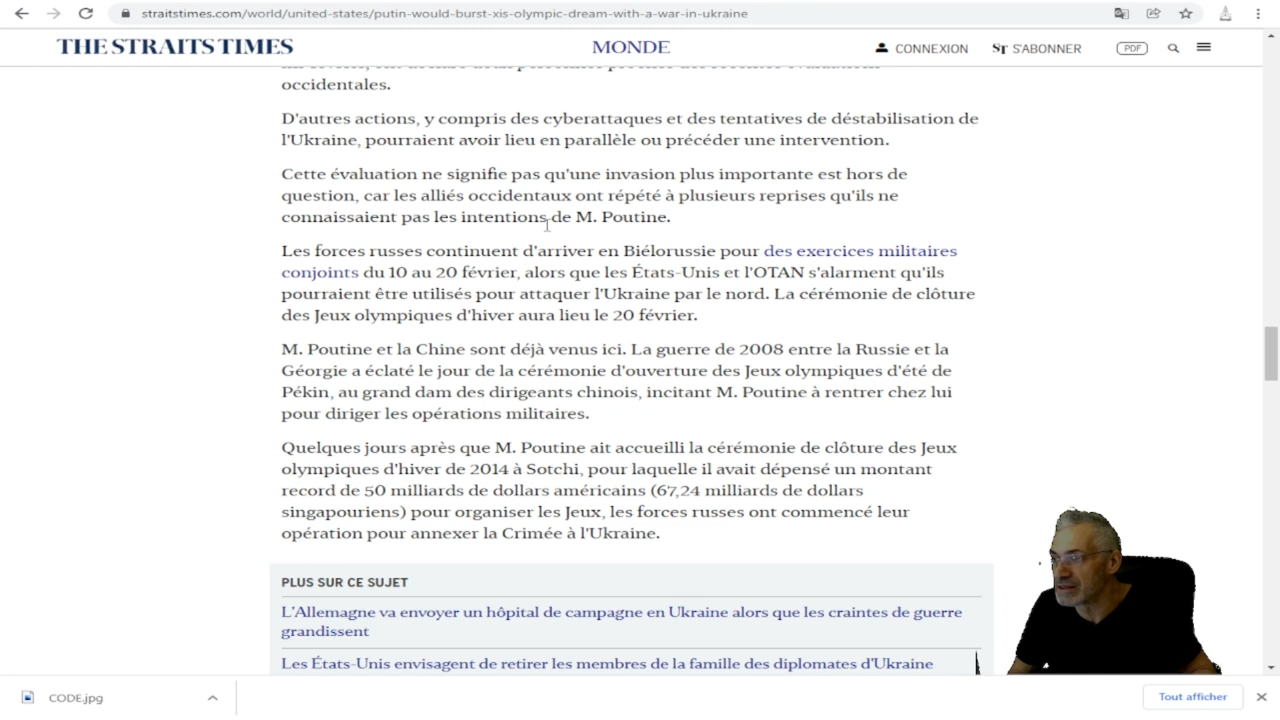 straitstimes.com/world/united-states/putin-would-burst-xis-olympic-dream-with-a-war-in-ukraine
THE STRAITS TIMES
MONDE
CONNEXION
ST S'ABONNER
PDF
occidentales.
D'autres actions, y compris des cyberattaques et des tentatives de déstabilisation de
l'Ukraine, pourraient avoir lieu en parallèle ou précéder une intervention.
Cette évaluation ne signifie pas qu'une invasion plus importante est hors de
question, car les alliés occidentaux ont répété à plusieurs reprises qu'ils ne
connaissaient pas les intentions de M. Poutine.
Les forces russes continuent d'arriver en Biélorussie pour des exercices militaires
conjoints du 10 au 20 février, alors que les États-Unis et l'OTAN s'alarment qu'ils
pourraient être utilisés pour attaquer l'Ukraine par le nord. La cérémonie de clôture
des Jeux olympiques d'hiver aura lieu le 20 février.
M. Poutine et la Chine sont déjà venus ici. La guerre de 2008 entre la Russie et la
Géorgie a éclaté le jour de la cérémonie d'ouverture des Jeux olympiques d'été de
Pékin, au grand dam des dirigeants chinois, incitant M. Poutine à rentrer chez lui
pour diriger les opérations militaires.
Quelques jours après que M. Poutine ait accueilli la cérémonie de clôture des Jeux
olympiques d'hiver de 2014 à Sotchi, pour laquelle il avait dépensé un montant
record de 50 milliards de dollars américains (67,24 milliards de dollars
singapouriens) pour organiser les Jeux, les forces russes ont commencé leur
opération pour annexer la Crimée à l'Ukraine.
PLUS SUR CE SUJET
L'Allemagne va envoyer un hôpital de campagne en Ukraine alors que les craintes de guerre
grandissent
Les États-Unis envisagent de retirer les membres de la famille des diplomates d'Ukraine
CODE.jpg
Tout afficher